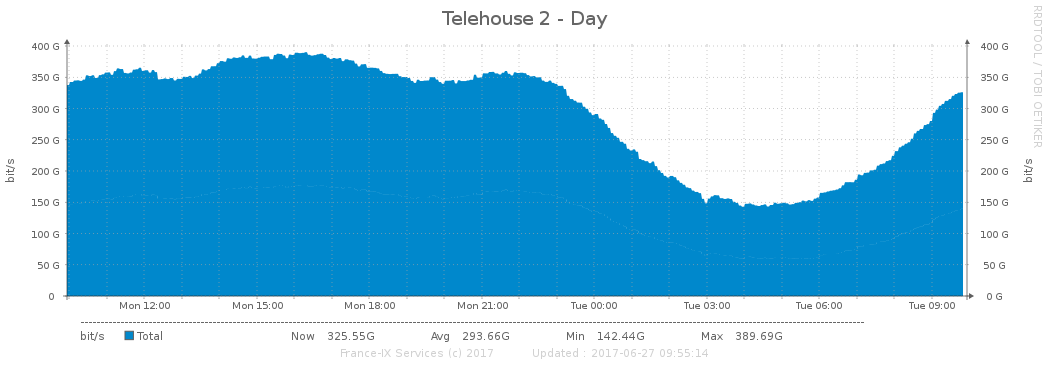 Telehouse 2 - Day
RRDTOOL / TOBI OETIKER
bit/s
400 G 400 G
350 G 350 G
300 G 300 G
250 G 250 G
200 G 200 G
150 G 150 G
100 G 100 G
50 G 50 G
0 0 G
bit/s
Mon 12:00 Mon 15:00 Mon 18:00 Mon 21:00 Tue 00:00 Tue 03:00 Tue 06:00 Tue 09:00
bit/s Total Now 325.55G Avg 293.66G Min 142.44G Max 389.69G
France-IX Services (c) 2017 Updated : 2017-06-27 09:55:14